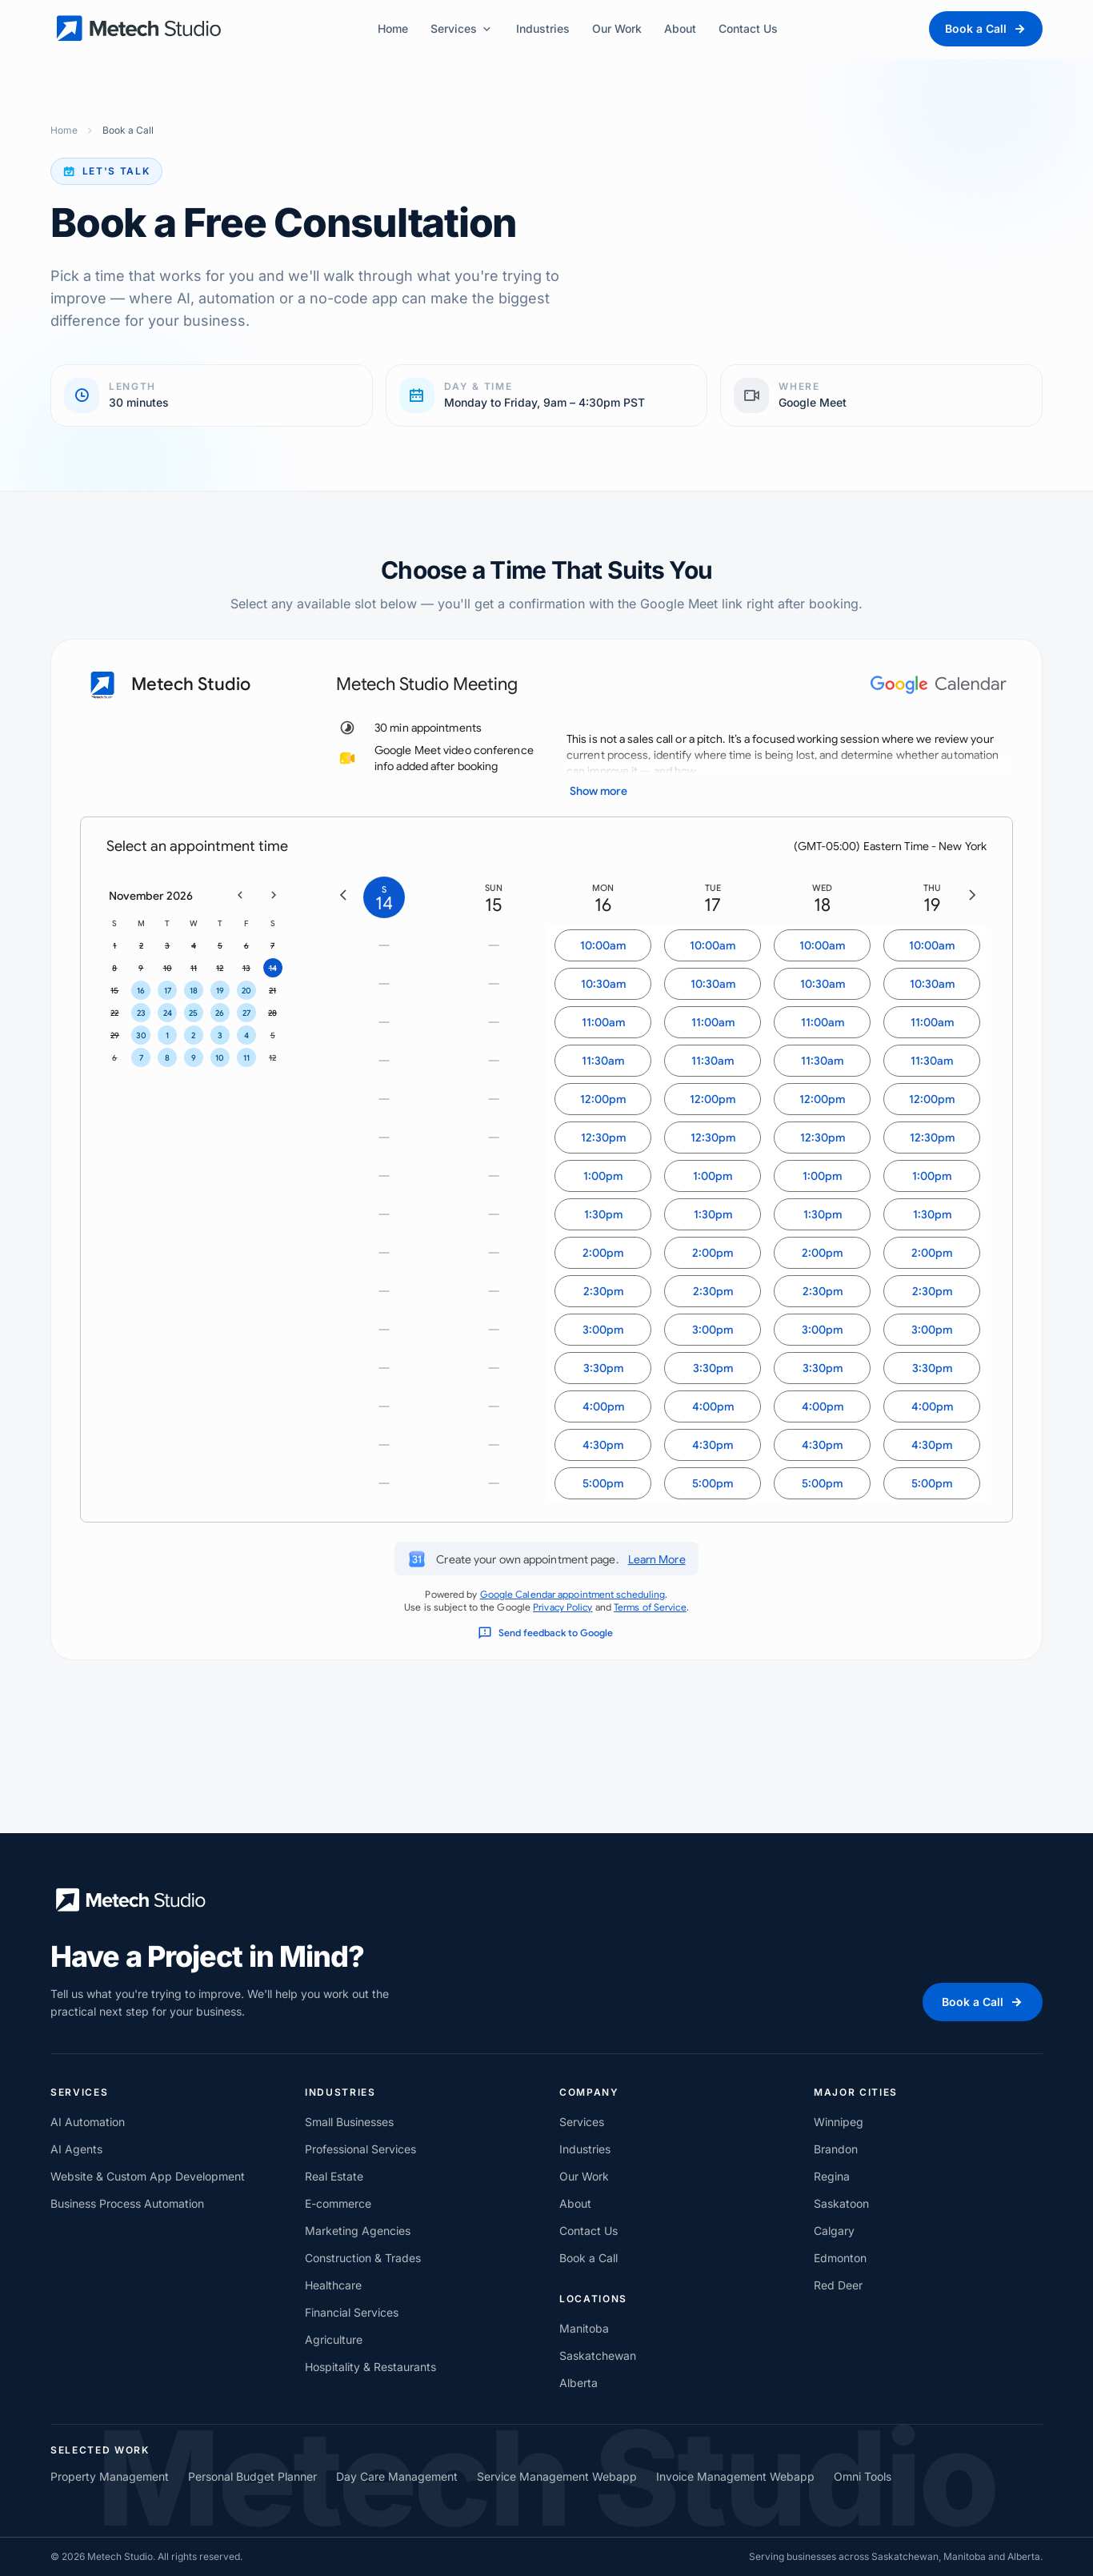 Metech Studio
Home Services Industries Our Work About Contact Us
Book a Call
Home > Book a Call
LET'S TALK
Book a Free Consultation
Pick a time that works for you and we'll walk through what you're trying to
improve — where AI, automation or a no-code app can make the biggest
difference for your business.
LENGTH
30 minutes
DAY & TIME
Monday to Friday, 9am – 4:30pm PST
WHERE
Google Meet
Choose a Time That Suits You
Select any available slot below — you'll get a confirmation with the Google Meet link right after booking.
Metech Studio
Metech Studio Meeting
Google Calendar
30 min appointments
Google Meet video conference
info added after booking
This is not a sales call or a pitch. It's a focused working session where we review your
current process, identify where time is being lost, and determine whether automation
can improve it — and how.
Show more
Select an appointment time
(GMT-05:00) Eastern Time - New York
November 2026
S M T W T F S
1 2 3 4 5 6 7
8 9 10 11 12 13 14
15 16 17 18 19 20 21
22 23 24 25 26 27 28
29 30 1 2 3 4 5
6 7 8 9 10 11 12
S SUN MON TUE WED THU
14 15 16 17 18 19
— — 10:00am 10:00am 10:00am 10:00am
— — 10:30am 10:30am 10:30am 10:30am
— — 11:00am 11:00am 11:00am 11:00am
— — 11:30am 11:30am 11:30am 11:30am
— — 12:00pm 12:00pm 12:00pm 12:00pm
— — 12:30pm 12:30pm 12:30pm 12:30pm
— — 1:00pm 1:00pm 1:00pm 1:00pm
— — 1:30pm 1:30pm 1:30pm 1:30pm
— — 2:00pm 2:00pm 2:00pm 2:00pm
— — 2:30pm 2:30pm 2:30pm 2:30pm
— — 3:00pm 3:00pm 3:00pm 3:00pm
— — 3:30pm 3:30pm 3:30pm 3:30pm
— — 4:00pm 4:00pm 4:00pm 4:00pm
— — 4:30pm 4:30pm 4:30pm 4:30pm
— — 5:00pm 5:00pm 5:00pm 5:00pm
31 Create your own appointment page. Learn More
Powered by Google Calendar appointment scheduling.
Use is subject to the Google Privacy Policy and Terms of Service.
Send feedback to Google
Metech Studio
Have a Project in Mind?
Tell us what you're trying to improve. We'll help you work out the
practical next step for your business.
Book a Call
SERVICES
AI Automation
AI Agents
Website & Custom App Development
Business Process Automation
INDUSTRIES
Small Businesses
Professional Services
Real Estate
E-commerce
Marketing Agencies
Construction & Trades
Healthcare
Financial Services
Agriculture
Hospitality & Restaurants
COMPANY
Services
Industries
Our Work
About
Contact Us
Book a Call
LOCATIONS
Manitoba
Saskatchewan
Alberta
MAJOR CITIES
Winnipeg
Brandon
Regina
Saskatoon
Calgary
Edmonton
Red Deer
Metech Studio
SELECTED WORK
Property Management Personal Budget Planner Day Care Management Service Management Webapp Invoice Management Webapp Omni Tools
© 2026 Metech Studio. All rights reserved.
Serving businesses across Saskatchewan, Manitoba and Alberta.